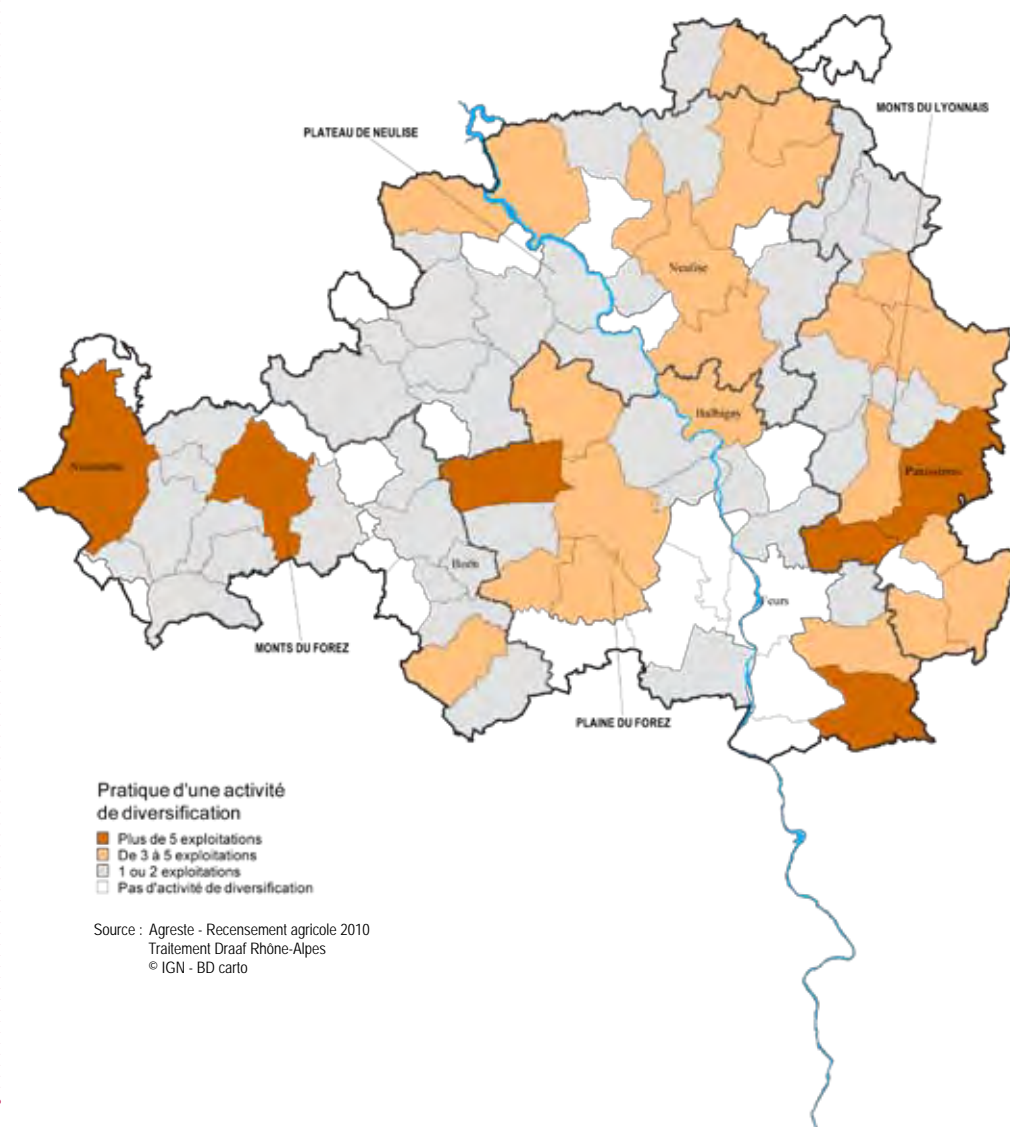 MONTS DU LYONNAIS
PLATEAU DE NEULISE
Neulise
Balbigny
Panissières
Noirétable
Boën
Feurs
MONTS DU FOREZ
PLAINE DU FOREZ
Pratique d'une activité
de diversification
Plus de 5 exploitations
De 3 à 5 exploitations
1 ou 2 exploitations
Pas d'activité de diversification
Source : Agreste - Recensement agricole 2010
Traitement Draaf Rhône-Alpes
© IGN - BD carto